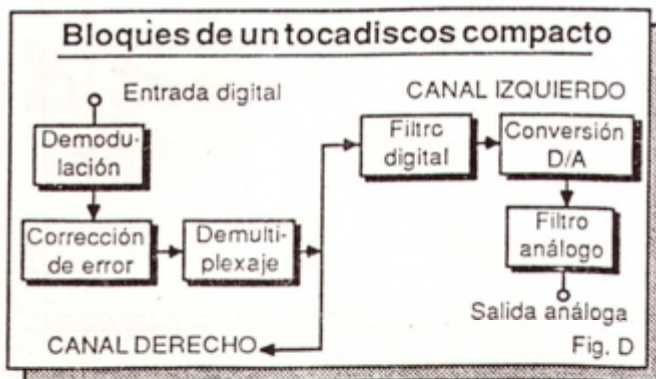 Bloques de un tocadiscos compacto
Entrada digital
Demodu-
lación
Corrección
de error
Demulti-
plexaje
CANAL DERECHO
CANAL IZQUIERDO
Filtro
digital
Conversión
D/A
Filtro
análogo
Salida análoga
Fig. D